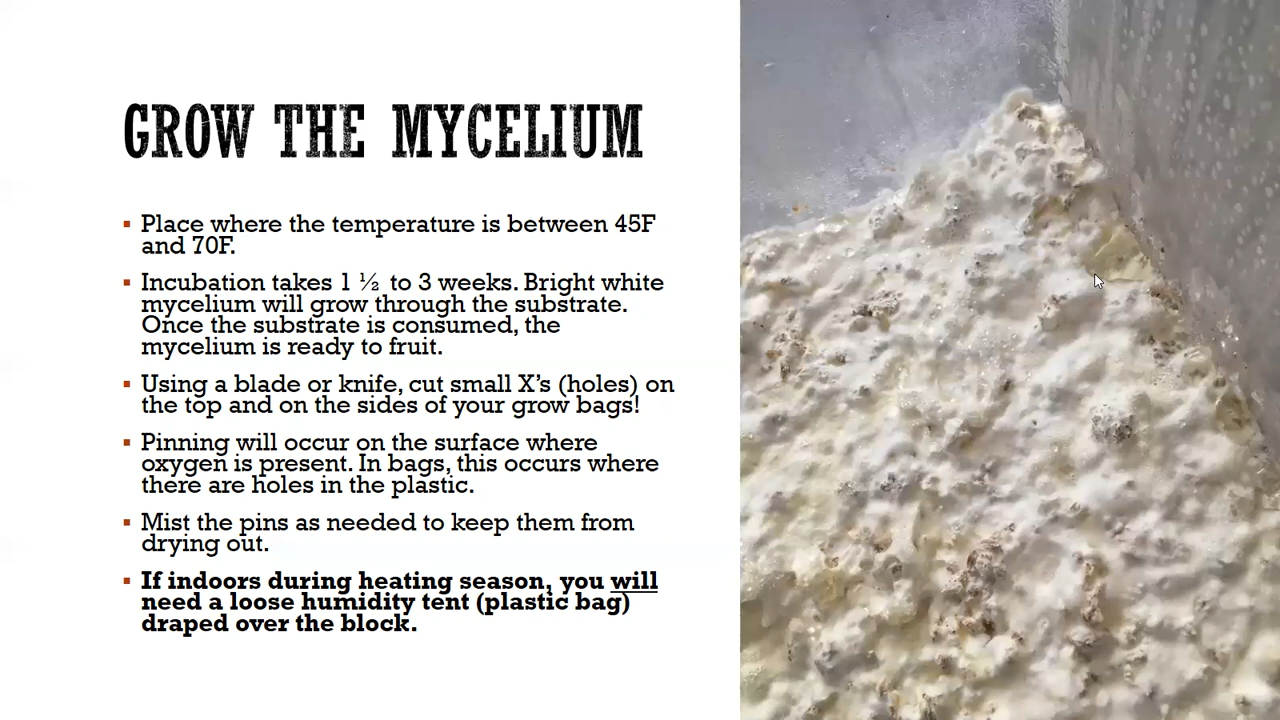 GROW THE MYCELIUM
▪ Place where the temperature is between 45F
and 70F.
▪ Incubation takes 1 ½ to 3 weeks. Bright white
mycelium will grow through the substrate.
Once the substrate is consumed, the
mycelium is ready to fruit.
▪ Using a blade or knife, cut small X’s (holes) on
the top and on the sides of your grow bags!
▪ Pinning will occur on the surface where
oxygen is present. In bags, this occurs where
there are holes in the plastic.
▪ Mist the pins as needed to keep them from
drying out.
▪ If indoors during heating season, you will
need a loose humidity tent (plastic bag)
draped over the block.